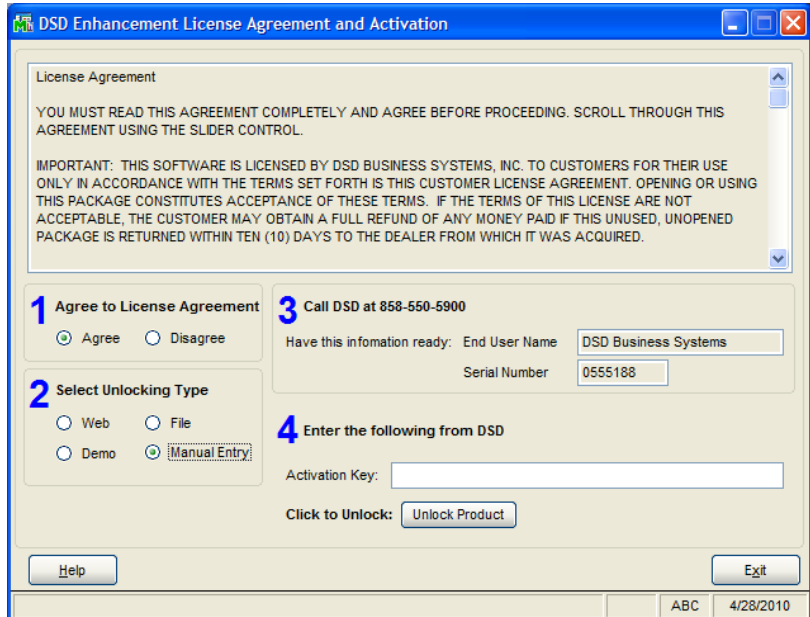 DSD Enhancement License Agreement and Activation
License Agreement
YOU MUST READ THIS AGREEMENT COMPLETELY AND AGREE BEFORE PROCEEDING. SCROLL THROUGH THIS
AGREEMENT USING THE SLIDER CONTROL.
IMPORTANT: THIS SOFTWARE IS LICENSED BY DSD BUSINESS SYSTEMS, INC. TO CUSTOMERS FOR THEIR USE
ONLY IN ACCORDANCE WITH THE TERMS SET FORTH IS THIS CUSTOMER LICENSE AGREEMENT. OPENING OR USING
THIS PACKAGE CONSTITUTES ACCEPTANCE OF THESE TERMS. IF THE TERMS OF THIS LICENSE ARE NOT
ACCEPTABLE, THE CUSTOMER MAY OBTAIN A FULL REFUND OF ANY MONEY PAID IF THIS UNUSED, UNOPENED
PACKAGE IS RETURNED WITHIN TEN (10) DAYS TO THE DEALER FROM WHICH IT WAS ACQUIRED.
1 Agree to License Agreement
Agree Disagree
2 Select Unlocking Type
Web File
Demo Manual Entry
3 Call DSD at 858-550-5900
Have this infomation ready: End User Name DSD Business Systems
Serial Number 0555188
4 Enter the following from DSD
Activation Key:
Click to Unlock: Unlock Product
Help Exit
ABC 4/28/2010